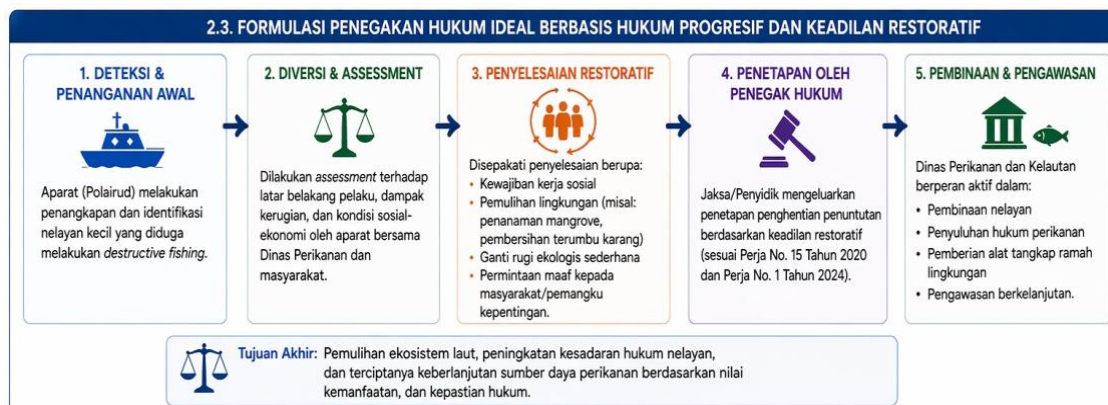 2.3. FORMULASI PENEGAKAN HUKUM IDEAL BERBASIS HUKUM PROGRESIF DAN KEADILAN RESTORATIF
1. DETEKSI &
PENANGANAN AWAL
Aparat (Polairud) melakukan
penangkapan dan identifikasi
nelayan kecil yang diduga
melakukan destructive fishing.
2. DIVERSI & ASSESSMENT
Dilakukan assessment terhadap
latar belakang pelaku, dampak
kerugian, dan kondisi sosial-
ekonomi oleh aparat bersama
Dinas Perikanan dan
masyarakat.
3. PENYELESAIAN RESTORATIF
Disepakati penyelesaian berupa:
• Kewajiban kerja sosial
• Pemulihan lingkungan (misal:
penanaman mangrove,
pembersihan terumbu karang)
• Ganti rugi ekologis sederhana
• Permintaan maaf kepada
masyarakat/pemangku
kepentingan.
4. PENETAPAN OLEH
PENEGAK HUKUM
Jaksa/Penyidik mengeluarkan
penetapan penghentian penuntutan
berdasarkan keadilan restoratif
(sesuai Perja No. 15 Tahun 2020
dan Perja No. 1 Tahun 2024).
5. PEMBINAAN & PENGAWASAN
Dinas Perikanan dan Kelautan
berperan aktif dalam:
• Pembinaan nelayan
• Penyuluhan hukum perikanan
• Pemberian alat tangkap ramah
lingkungan
• Pengawasan berkelanjutan.
Tujuan Akhir: Pemulihan ekosistem laut, peningkatan kesadaran hukum nelayan,
dan terciptanya keberlanjutan sumber daya perikanan berdasarkan nilai
kemanfaatan, dan kepastian hukum.